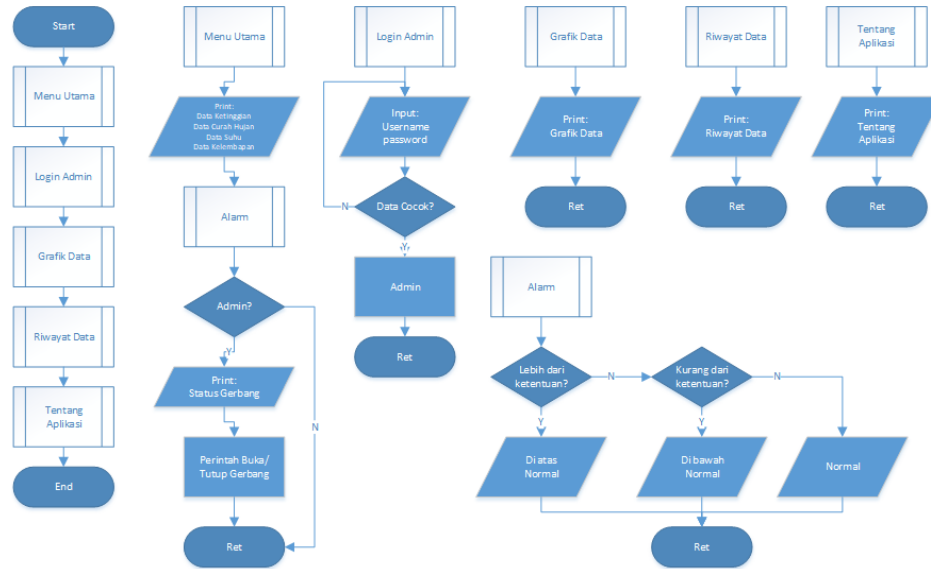 Start
Menu Utama
Login Admin
Grafik Data
Riwayat Data
Tentang
Aplikasi
End
Menu Utama
Print:
Data Ketinggian
Data Curah Hujan
Data Suhu
Data Kelembapan
Alarm
Admin?
Y
N
Print:
Status Gerbang
Perintah Buka/
Tutup Gerbang
Ret
Login Admin
Input:
Username
password
Data Cocok?
N
Y
Admin
Ret
Grafik Data
Print:
Grafik Data
Ret
Riwayat Data
Print:
Riwayat Data
Ret
Tentang
Aplikasi
Print:
Tentang
Aplikasi
Ret
Alarm
Lebih dari
ketentuan?
N
Kurang dari
ketentuan?
N
Y
Y
Di atas
Normal
Di bawah
Normal
Normal
Ret